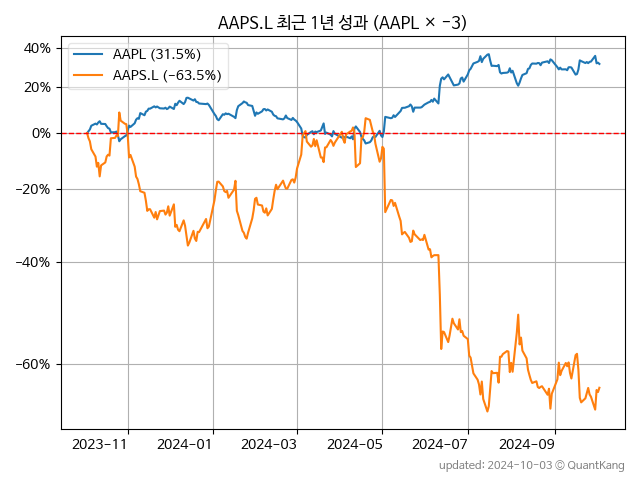 AAPS.L 최근 1년 성과 (AAPL × −3)
AAPL (31.5%)
AAPS.L (−63.5%)
40%
20%
0%
−20%
−40%
−60%
2023-11 2024-01 2024-03 2024-05 2024-07 2024-09
updated: 2024-10-03 ⓒ QuantKang